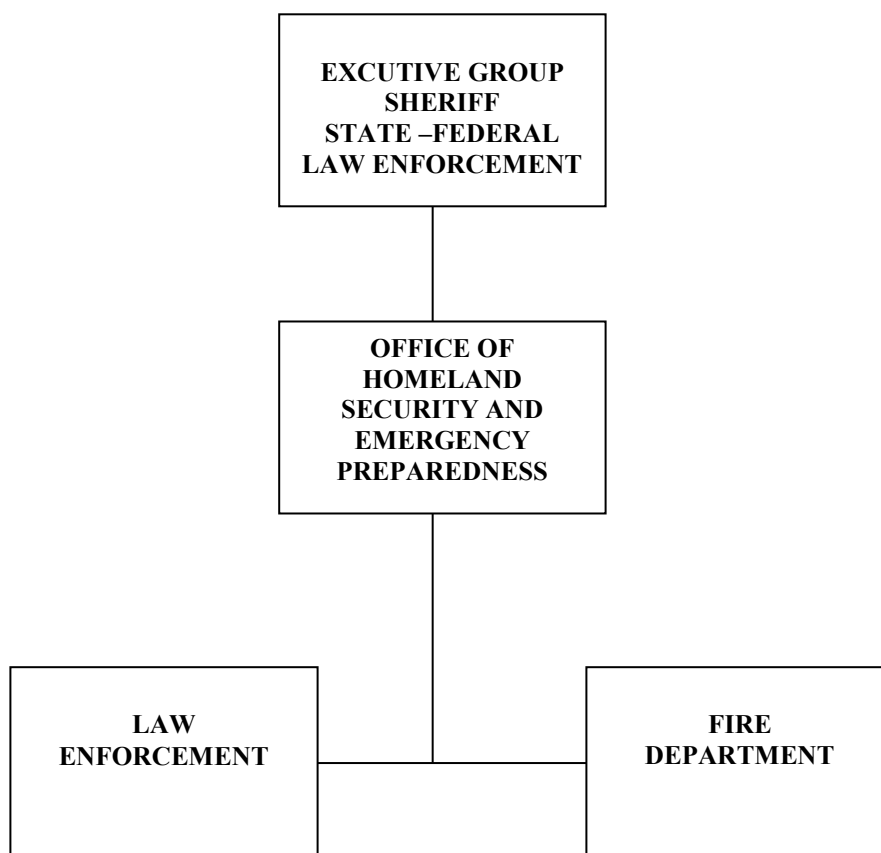 EXCUTIVE GROUP
SHERIFF
STATE –FEDERAL
LAW ENFORCEMENT
OFFICE OF
HOMELAND
SECURITY AND
EMERGENCY
PREPAREDNESS
LAW
ENFORCEMENT
FIRE
DEPARTMENT